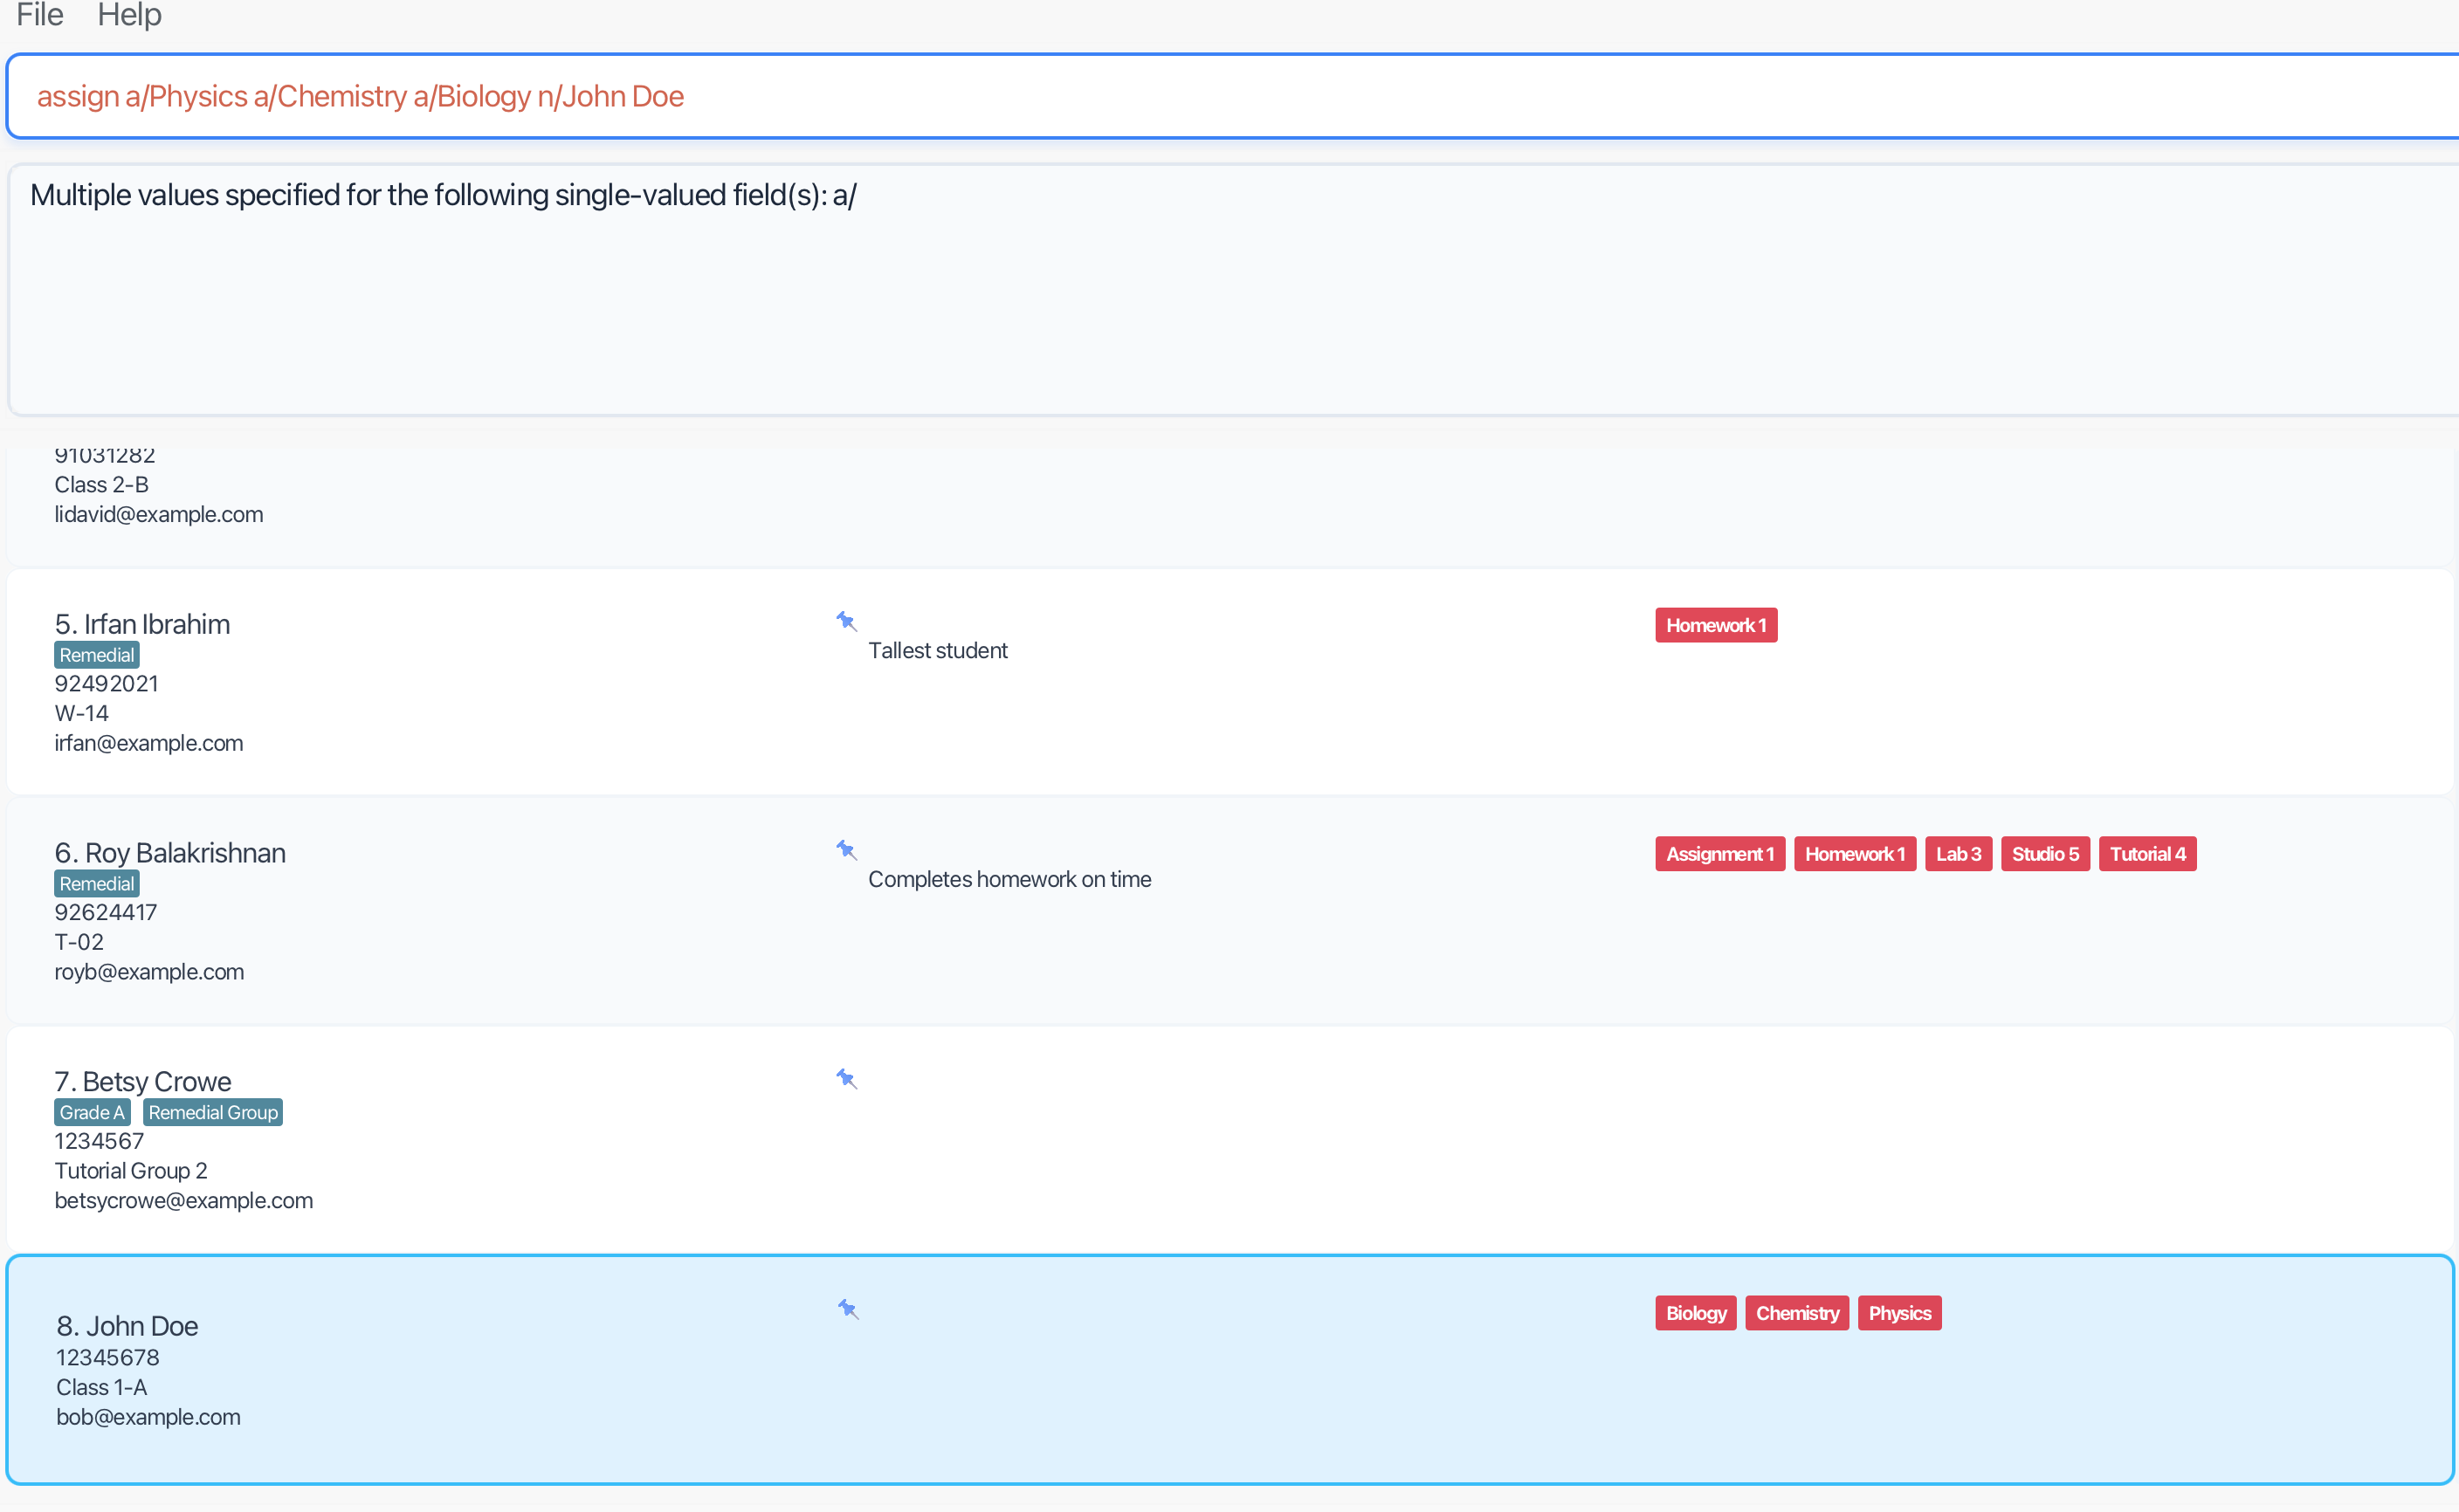 File Help
assign a/Physics a/Chemistry a/Biology n/John Doe
Multiple values specified for the following single-valued field(s): a/
91031282
Class 2-B
lidavid@example.com
5. Irfan Ibrahim
Remedial
92492021
W-14
irfan@example.com
Tallest student
Homework 1
6. Roy Balakrishnan
Remedial
92624417
T-02
royb@example.com
Completes homework on time
Assignment 1 Homework 1 Lab 3 Studio 5 Tutorial 4
7. Betsy Crowe
Grade A Remedial Group
1234567
Tutorial Group 2
betsycrowe@example.com
8. John Doe
12345678
Class 1-A
bob@example.com
Biology Chemistry Physics